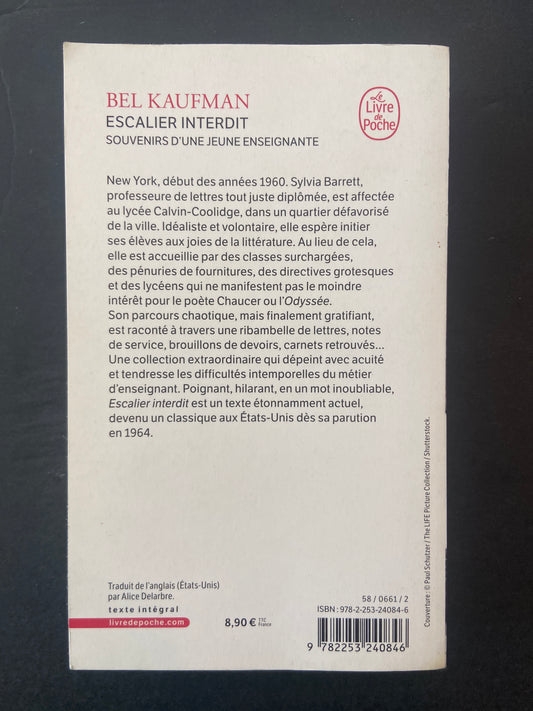 BEL KAUFMAN
ESCALIER INTERDIT
SOUVENIRS D'UNE JEUNE ENSEIGNANTE
Le
Livre
de
Poche
New York, début des années 1960. Sylvia Barrett,
professeure de lettres tout juste diplômée, est affectée
au lycée Calvin-Coolidge, dans un quartier défavorisé
de la ville. Idéaliste et volontaire, elle espère initier
ses élèves aux joies de la littérature. Au lieu de cela,
elle est accueillie par des classes surchargées,
des pénuries de fournitures, des directives grotesques
et des lycéens qui ne manifestent pas le moindre
intérêt pour le poète Chaucer ou l'Odyssée.
Son parcours chaotique, mais finalement gratifiant,
est raconté à travers une ribambelle de lettres, notes
de service, brouillons de devoirs, carnets retrouvés...
Une collection extraordinaire qui dépeint avec acuité
et tendresse les difficultés intemporelles du métier
d'enseignant. Poignant, hilarant, en un mot inoubliable,
Escalier interdit est un texte étonnamment actuel,
devenu un classique aux États-Unis dès sa parution
en 1964.
Traduit de l'anglais (États-Unis)
par Alice Delarbre.
texte intégral
livredepoche.com
8,90 € TTC
France
58 / 0661 / 2
ISBN : 978-2-253-24084-6
9 782253 240846
Couverture : © Paul Schutzer / The LIFE Picture Collection / Shutterstock.